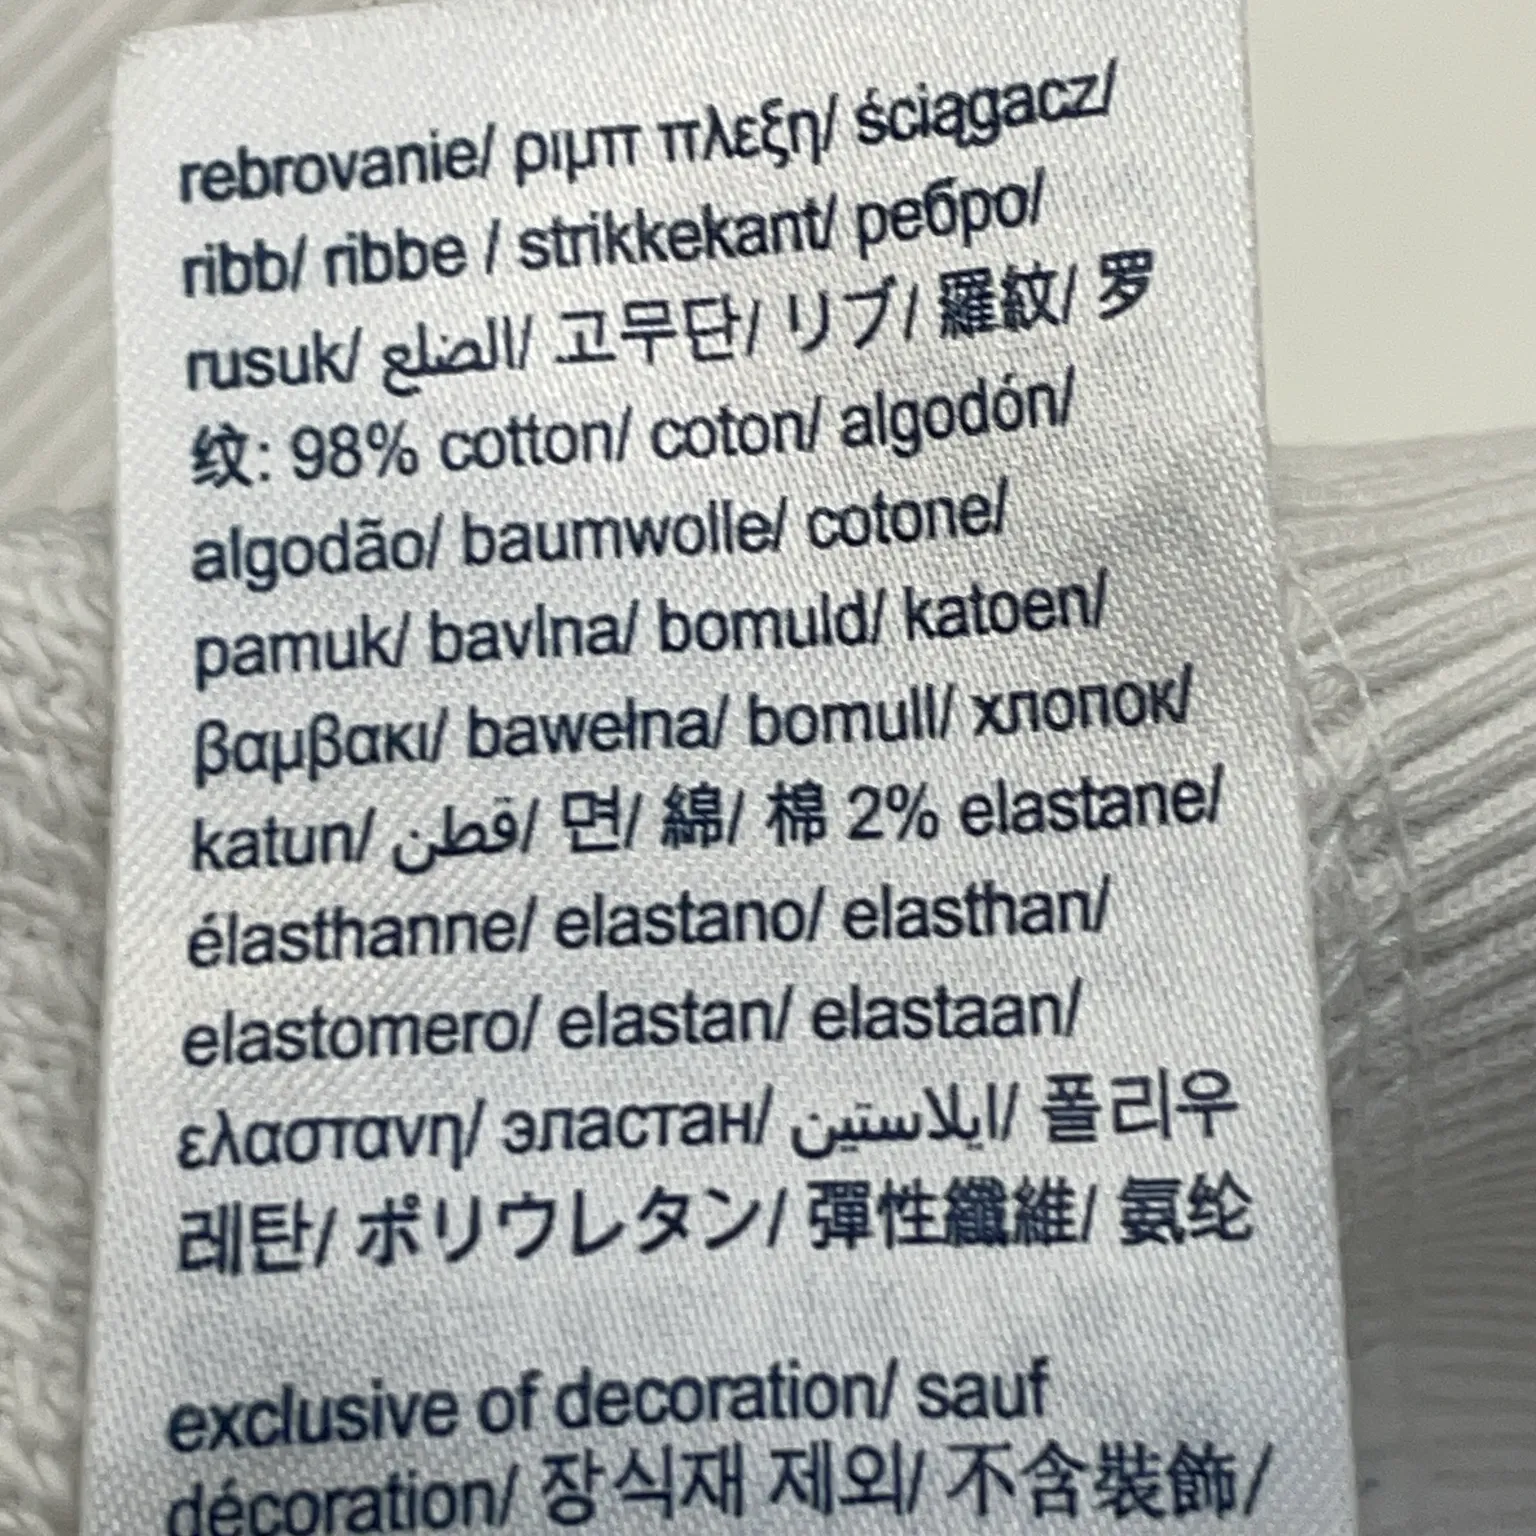 rebrovanie/ ριμπ πλεξη/ ściągacz/
ribb/ ribbe / strikkekant/ ребро/
rusuk/ الضلع/ 고무단/ リブ/ 羅紋/ 罗
纹: 98% cotton/ coton/ algodón/
algodão/ baumwolle/ cotone/
pamuk/ bavlna/ bomuld/ katoen/
βαμβακι/ bawełna/ bomull/ хлопок/
katun/ قطن/ 면/ 綿/ 棉 2% elastane/
élasthanne/ elastano/ elasthan/
elastomero/ elastan/ elastaan/
ελαστανη/ эластан/ ايلاستين/ 폴리우
레탄/ ポリウレタン/ 彈性纖維/ 氨纶
exclusive of decoration/ sauf
décoration/ 장식재 제외/ 不含裝飾/